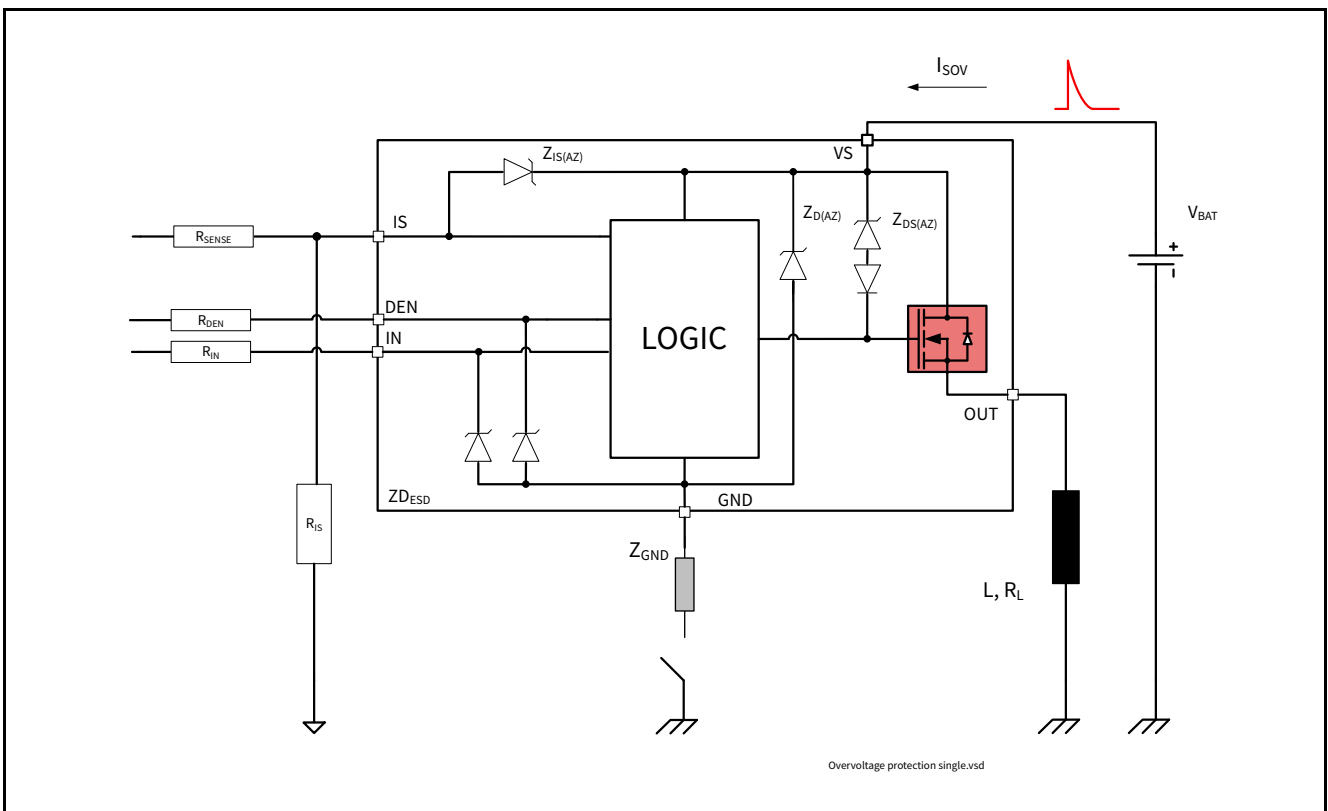 I_SOV
VS
Z_IS(AZ)
Z_D(AZ)
Z_DS(AZ)
V_BAT
+
-
IS
R_SENSE
DEN
R_DEN
IN
R_IN
LOGIC
OUT
ZD_ESD
GND
R_IS
Z_GND
L, R_L
Overvoltage protection single.vsd